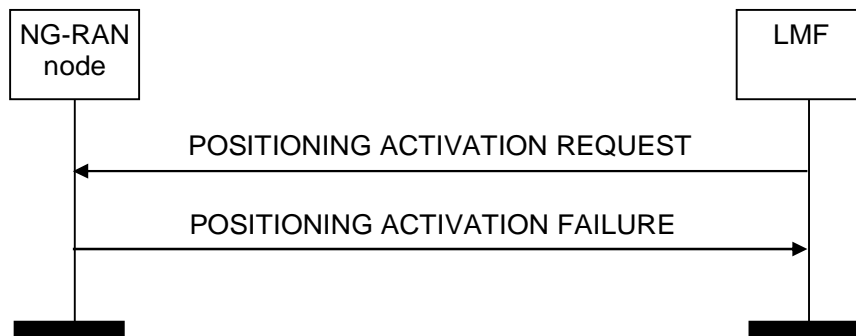 NG-RAN
node
LMF
POSITIONING ACTIVATION REQUEST
POSITIONING ACTIVATION FAILURE